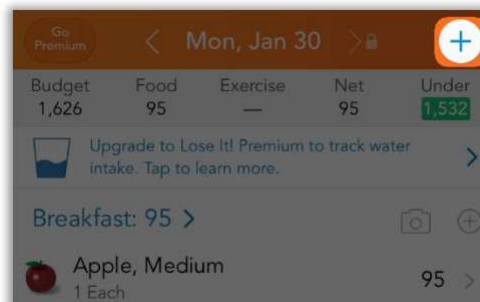 Go
Premium
Mon, Jan 30
Budget Food Exercise Net Under
1,626 95 — 95 1,532
Upgrade to Lose It! Premium to track water
intake. Tap to learn more.
Breakfast: 95 >
Apple, Medium
1 Each
95